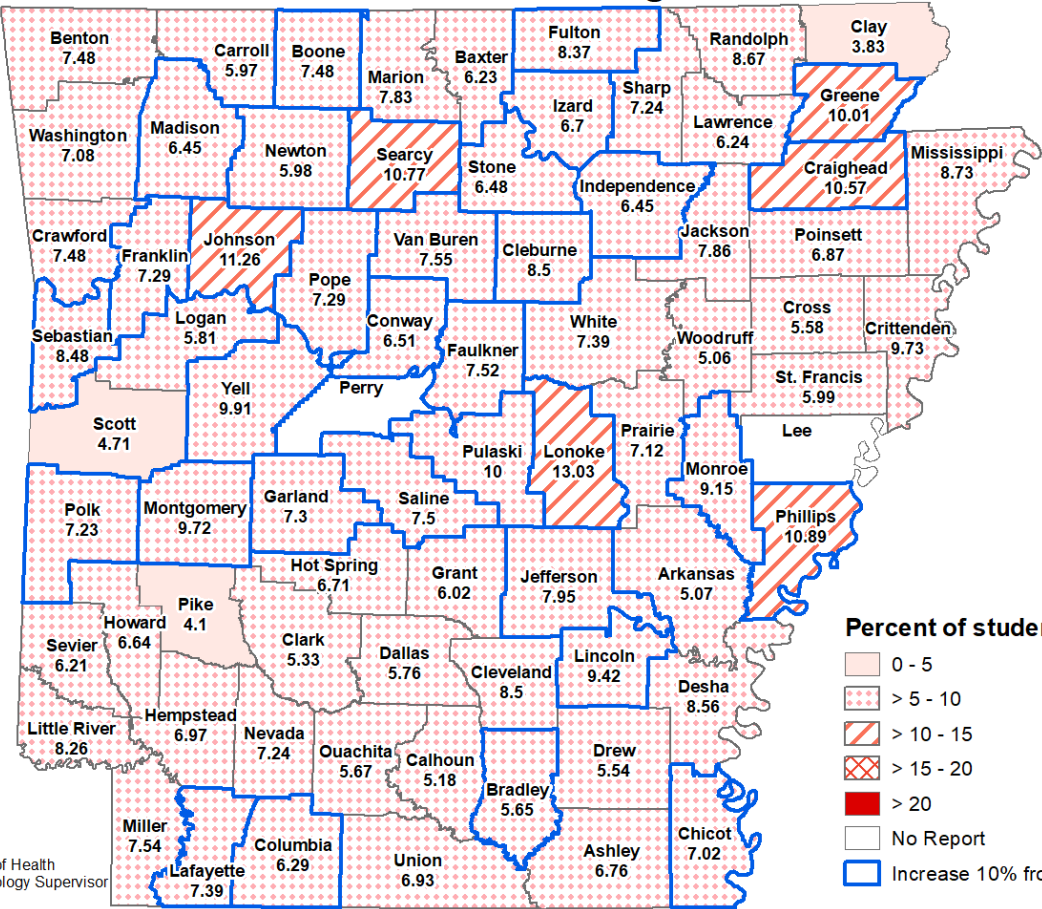 Benton
7.48
Carroll
5.97
Boone
7.48
Marion
7.83
Baxter
6.23
Fulton
8.37
Randolph
8.67
Clay
3.83
Washington
7.08
Madison
6.45
Newton
5.98
Searcy
10.77
Stone
6.48
Izard
6.7
Sharp
7.24
Lawrence
6.24
Greene
10.01
Craighead
10.57
Mississippi
8.73
Independence
6.45
Crawford
7.48
Franklin
7.29
Johnson
11.26
Pope
7.29
Van Buren
7.55
Cleburne
8.5
Jackson
7.86
Poinsett
6.87
Sebastian
8.48
Logan
5.81
Conway
6.51
Faulkner
7.52
White
7.39
Woodruff
5.06
Cross
5.58
Crittenden
9.73
St. Francis
5.99
Scott
4.71
Yell
9.91
Perry
Pulaski
10
Lonoke
13.03
Prairie
7.12
Monroe
9.15
Lee
Phillips
10.89
Polk
7.23
Montgomery
9.72
Garland
7.3
Saline
7.5
Hot Spring
6.71
Grant
6.02
Jefferson
7.95
Arkansas
5.07
Pike
4.1
Howard
6.64
Sevier
6.21
Clark
5.33
Dallas
5.76
Cleveland
8.5
Lincoln
9.42
Desha
8.56
Little River
8.26
Hempstead
6.97
Nevada
7.24
Ouachita
5.67
Calhoun
5.18
Bradley
5.65
Drew
5.54
Miller
7.54
Lafayette
7.39
Columbia
6.29
Union
6.93
Ashley
6.76
Chicot
7.02
Percent of studen
0 - 5
> 5 - 10
> 10 - 15
> 15 - 20
> 20
No Report
Increase 10% fro
of Health
ology Supervisor